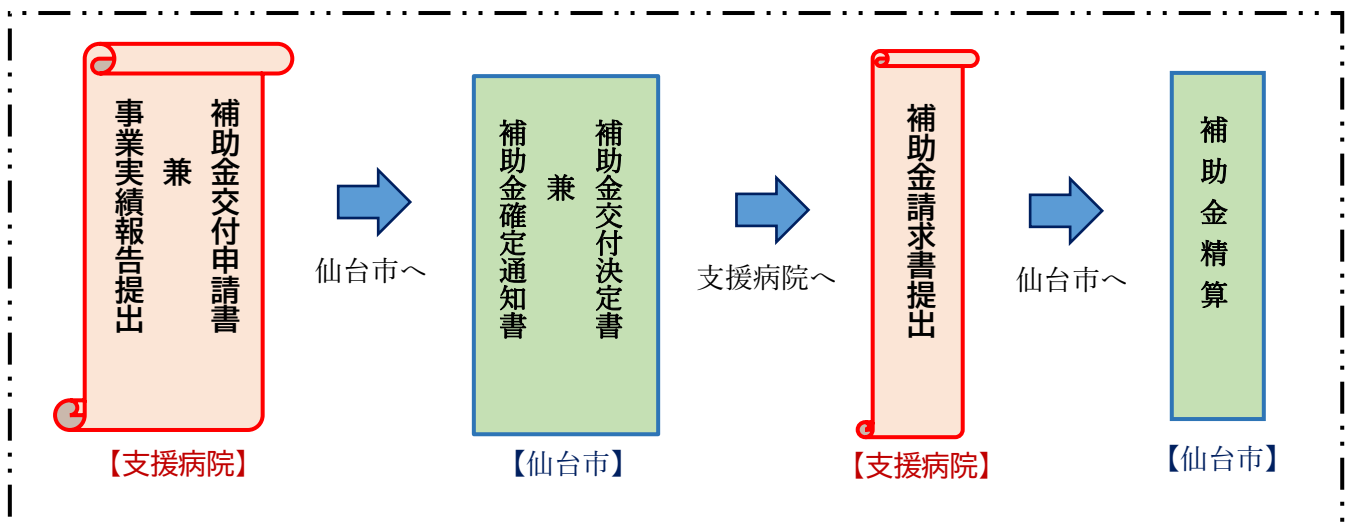 補助金交付申請書
兼
事業実績報告提出
【支援病院】
仙台市へ
補助金交付決定書
兼
補助金確定通知書
【仙台市】
支援病院へ
補助金請求書提出
【支援病院】
仙台市へ
補助金精算
【仙台市】